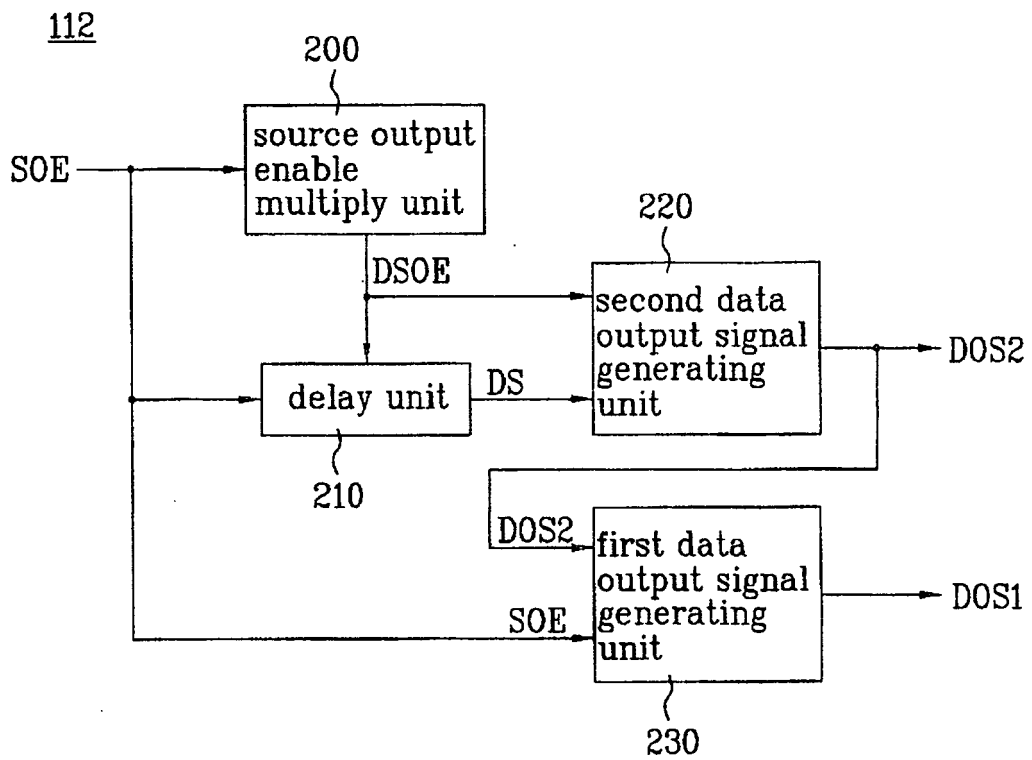 112
200
source output
enable
multiply unit
SOE
220
DSOE
second data
output signal
generating
unit
DOS2
delay unit
DS
210
DOS2
first data
output signal
generating
unit
DOS1
SOE
230